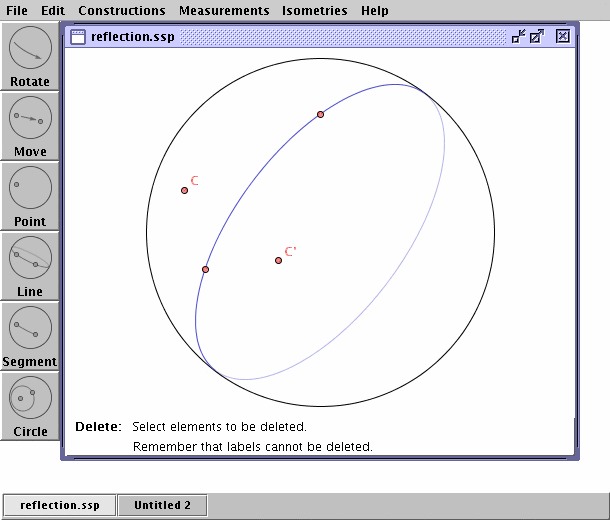 File Edit Constructions Measurements Isometries Help
reflection.ssp
Rotate
Move
Point
Line
Segment
Circle
C
C'
Delete: Select elements to be deleted.
Remember that labels cannot be deleted.
reflection.ssp Untitled 2